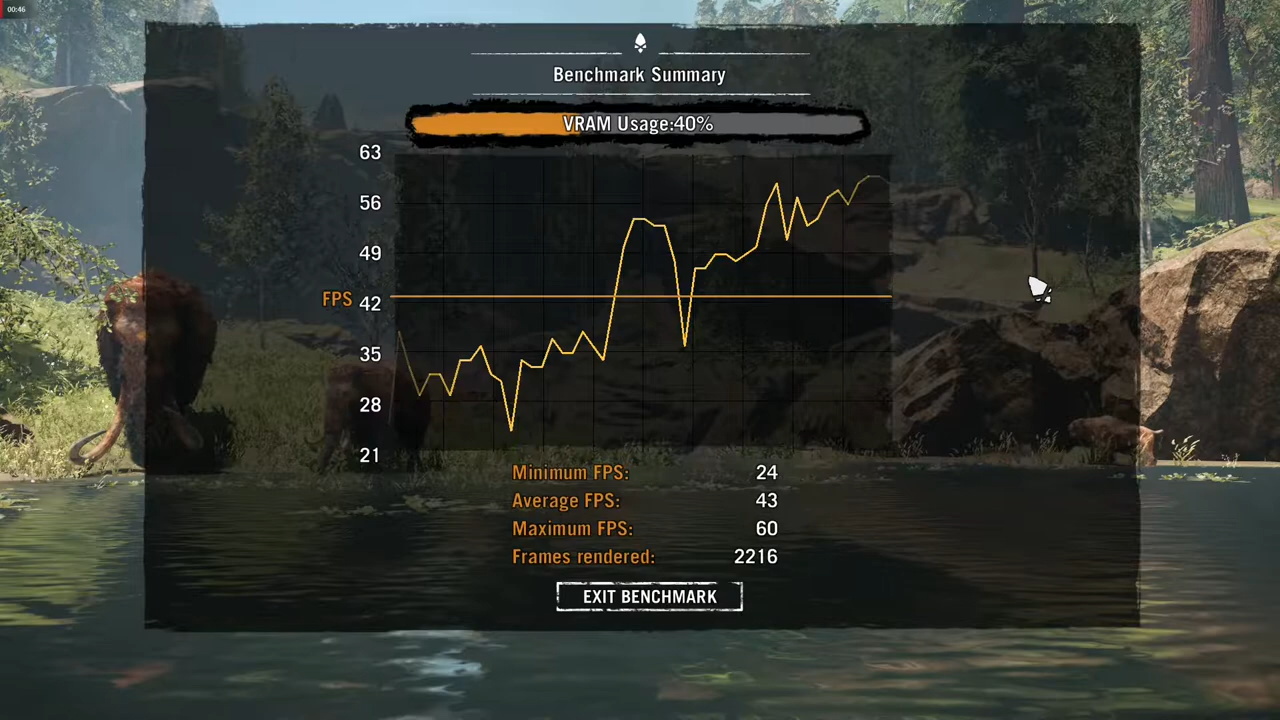 00:46
Benchmark Summary
VRAM Usage:40%
63
56
49
FPS 42
35
28
21
Minimum FPS: 24
Average FPS: 43
Maximum FPS: 60
Frames rendered: 2216
EXIT BENCHMARK